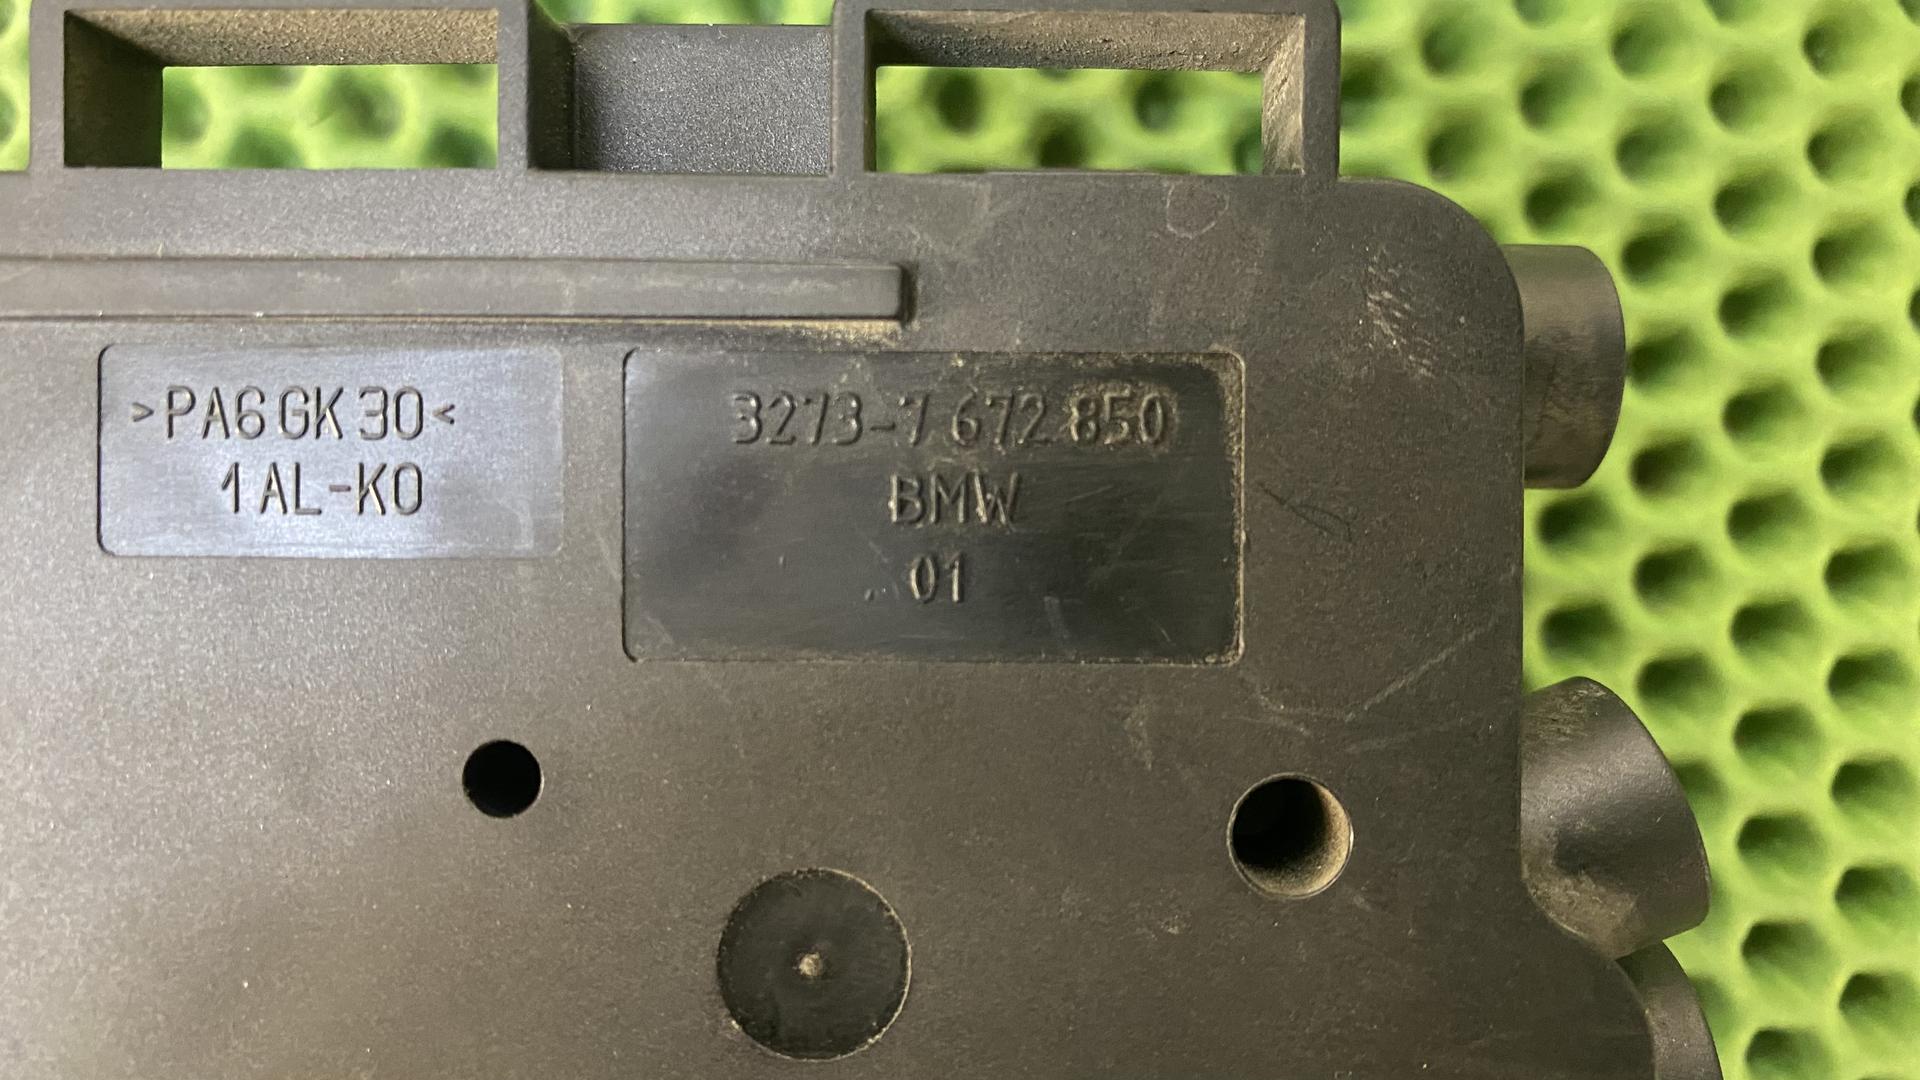 >PA6 GK 30<
1 AL-KO
3273-7 672 850
BMW
01